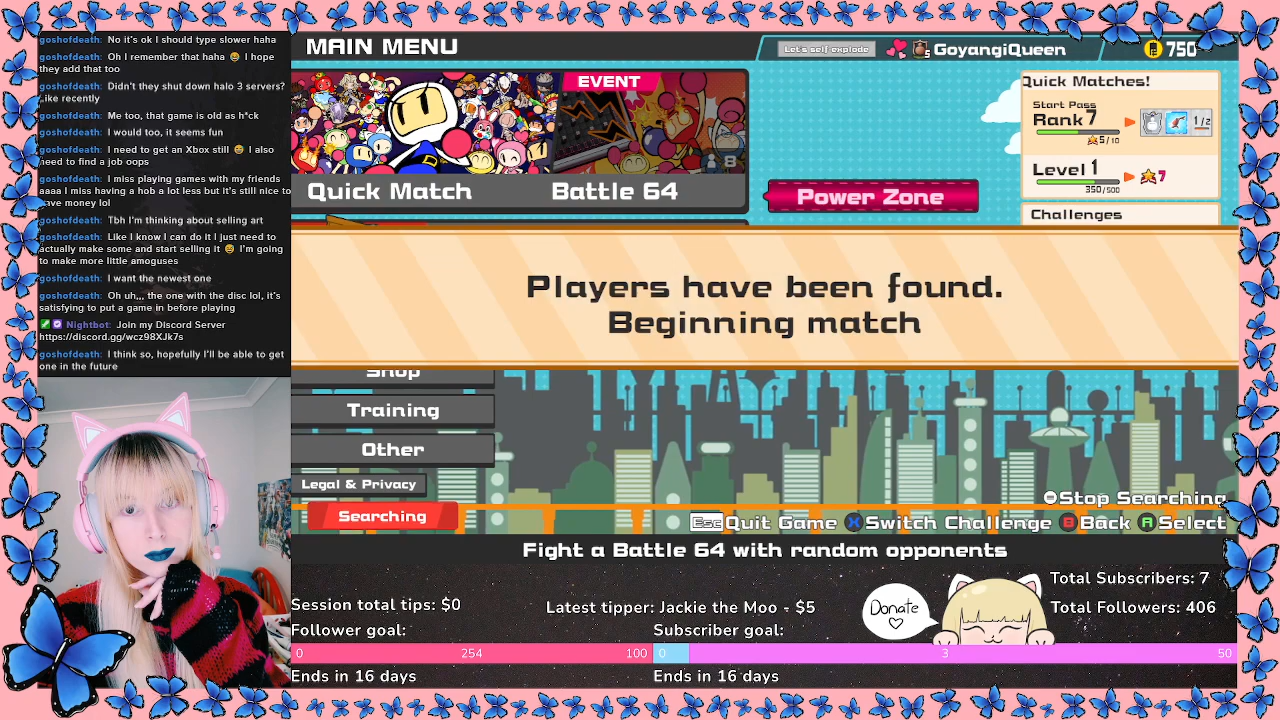 goshofdeath: No it's ok I should type slower haha
goshofdeath: Oh I remember that haha 😅 I hope
they add that too
goshofdeath: Didn't they shut down halo 3 servers?
Like recently
goshofdeath: Me too, that game is old as h*ck
goshofdeath: I would too, it seems fun
goshofdeath: I need to get an Xbox still 😅 I also
need to find a job oops
goshofdeath: I miss playing games with my friends
aaaa I miss having a hob a lot less but it's still nice to
have money lol
goshofdeath: Tbh I'm thinking about selling art
goshofdeath: Like I know I can do it I just need to
actually make some and start selling it 😅 I'm going
to make more little amoguses
goshofdeath: I want the newest one
goshofdeath: Oh uh,,, the one with the disc lol, it's
satisfying to put a game in before playing
Nightbot: Join my Discord Server
https://discord.gg/wcz98XJk7s
goshofdeath: I think so, hopefully I'll be able to get
one in the future
MAIN MENU
Let's self-explode
5
GoyangiQueen
750
EVENT
8
Quick Match
Battle 64
Power Zone
Quick Matches!
Start Pass
Rank 7
5/10
1/2
Level 1
350/500
7
Challenges
Players have been found.
Beginning match
Shop
Training
Other
Legal & Privacy
Searching
Stop Searching
Esc Quit Game X Switch Challenge B Back A Select
Fight a Battle 64 with random opponents
Session total tips: $0
Latest tipper: Jackie the Moo - $5
Donate
Total Subscribers: 7
Total Followers: 406
Follower goal:
Subscriber goal:
0 254 100
0 3 50
Ends in 16 days
Ends in 16 days